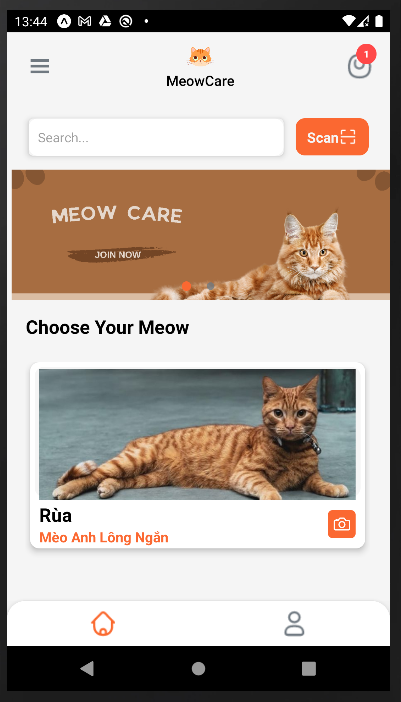 13:44
1
MeowCare
Search...
Scan
MEOW CARE
JOIN NOW
Choose Your Meow
Rùa
Mèo Anh Lông Ngắn